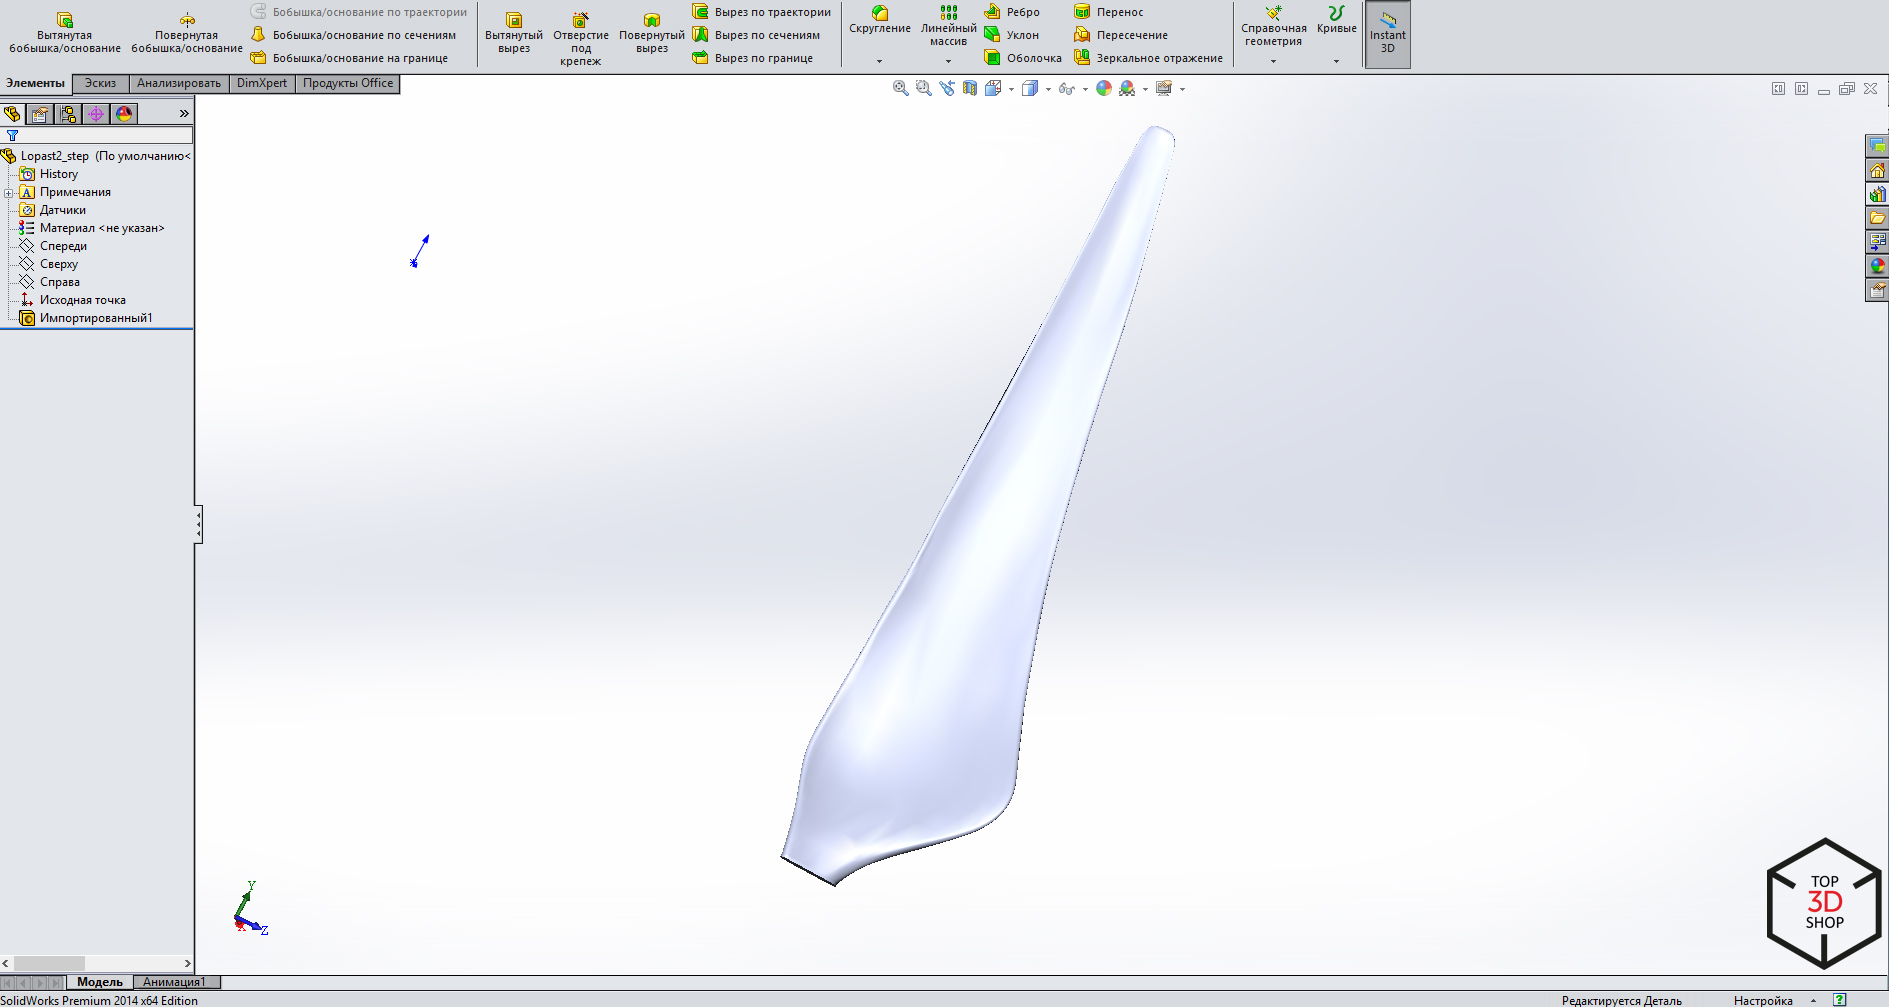 Вытянутая
бобышка/основание
Повернутая
бобышка/основание
Бобышка/основание по траектории
Бобышка/основание по сечениям
Бобышка/основание на границе
Вытянутый
вырез
Отверстие
под
крепеж
Повернутый
вырез
Вырез по траектории
Вырез по сечениям
Вырез по границе
Скругление
Линейный
массив
Ребро
Уклон
Оболочка
Перенос
Пересечение
Зеркальное отражение
Справочная
геометрия
Кривые
Instant
3D
Элементы
Эскиз
Анализировать
DimXpert
Продукты Office
Lopast2_step (По умолчанию<
History
Примечания
Датчики
Материал <не указан>
Спереди
Сверху
Справа
Исходная точка
Импортированный1
Y
X
Z
TOP
3D
SHOP
Модель
Анимация1
SolidWorks Premium 2014 x64 Edition
Редактируется Деталь
Настройка